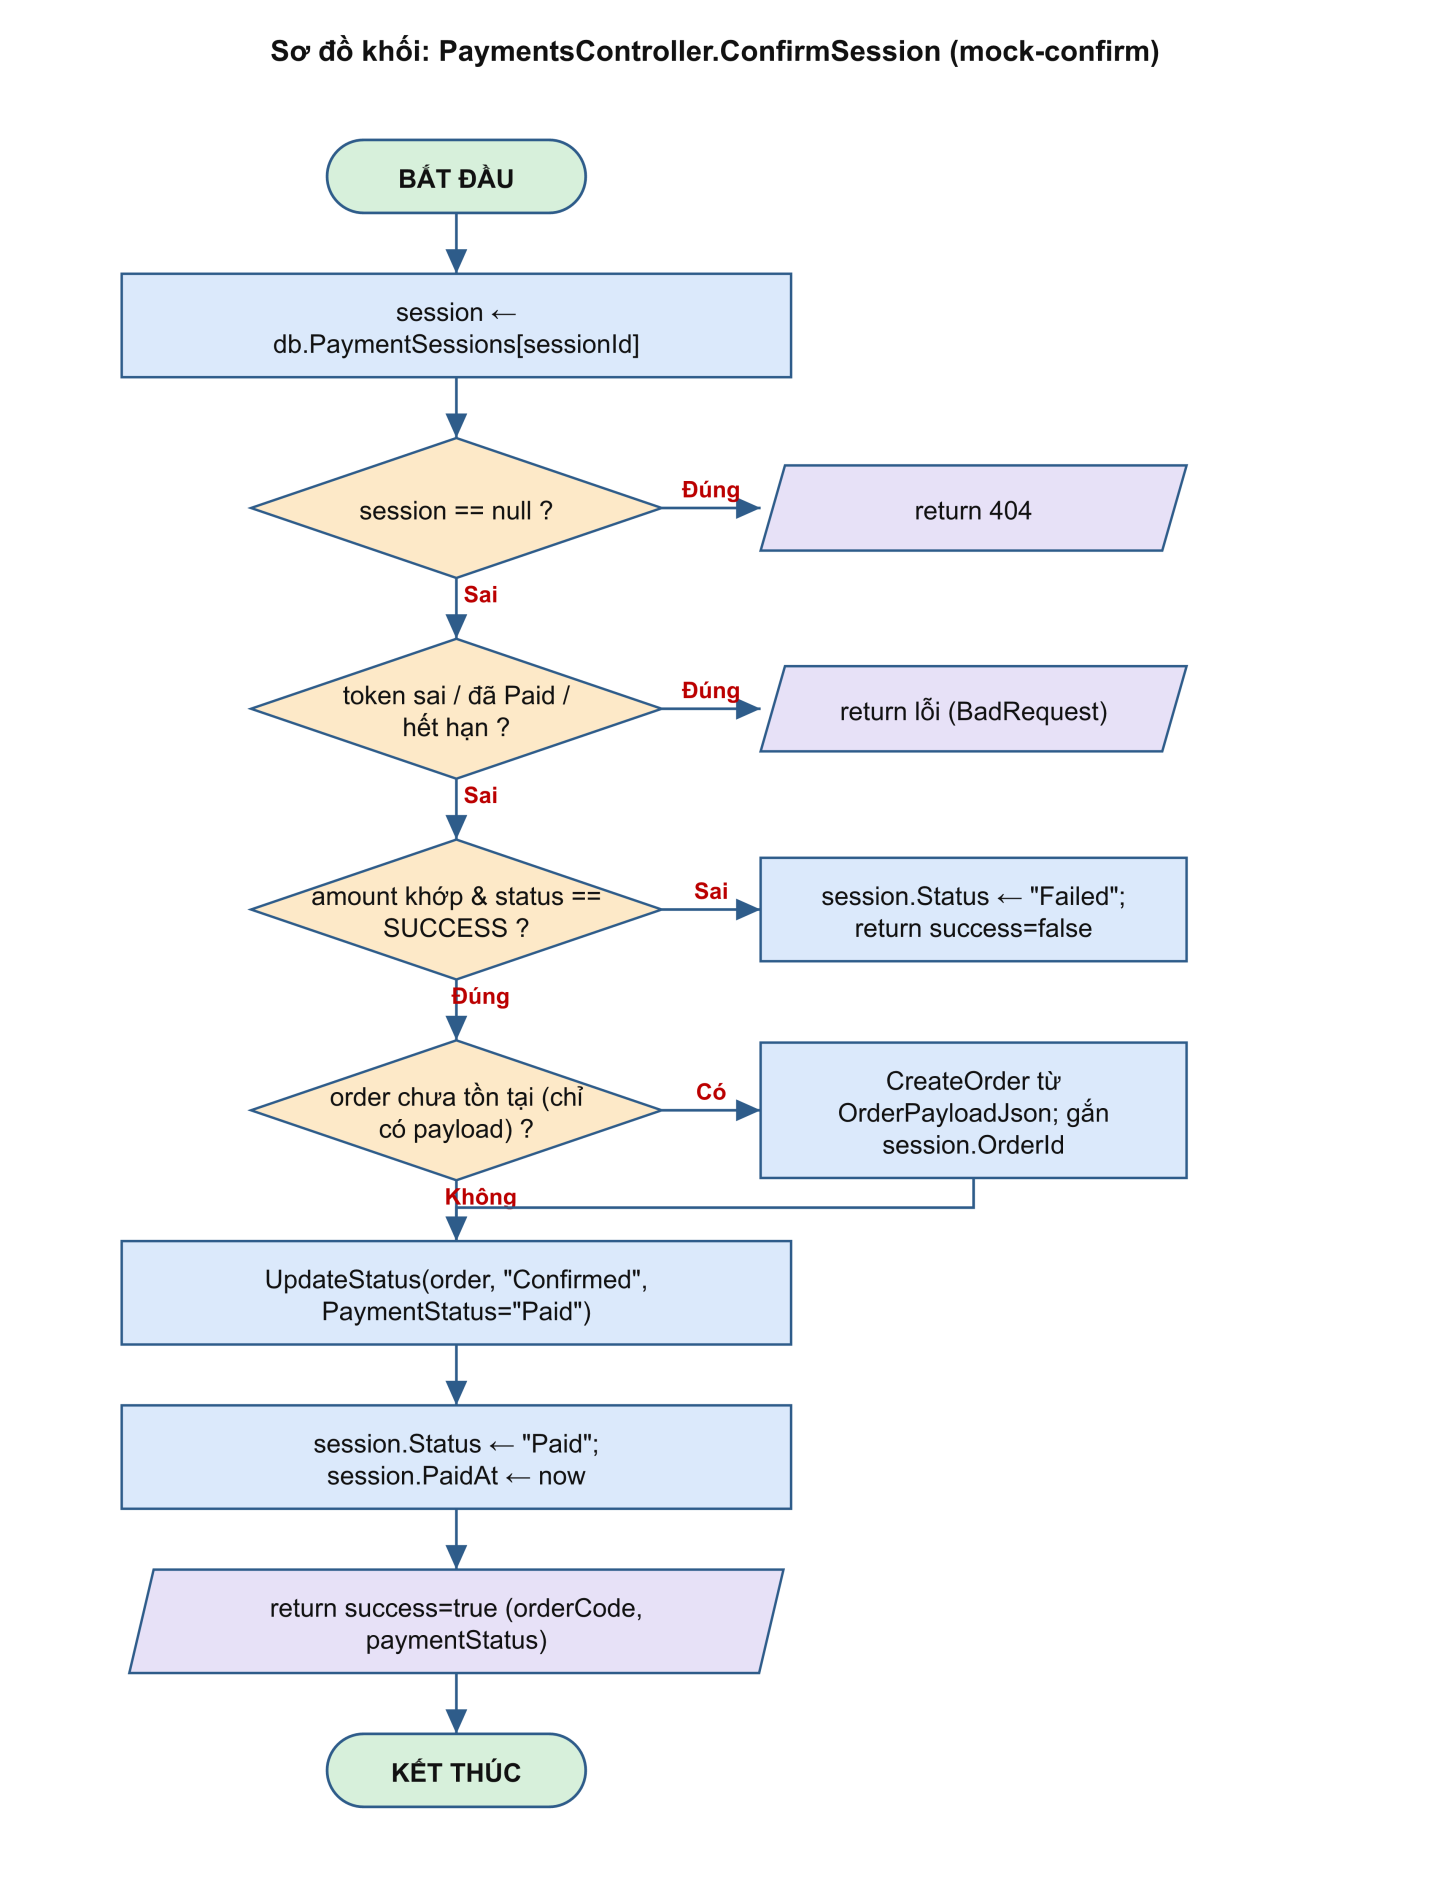 Sơ đồ khối: PaymentsController.ConfirmSession (mock-confirm)
BẮT ĐẦU
session ←
db.PaymentSessions[sessionId]
session == null ?
Đúng
return 404
Sai
token sai / đã Paid /
hết hạn ?
Đúng
return lỗi (BadRequest)
Sai
amount khớp & status ==
SUCCESS ?
Sai
session.Status ← "Failed";
return success=false
Đúng
order chưa tồn tại (chỉ
có payload) ?
Có
CreateOrder từ
OrderPayloadJson; gắn
session.OrderId
Không
UpdateStatus(order, "Confirmed",
PaymentStatus="Paid")
session.Status ← "Paid";
session.PaidAt ← now
return success=true (orderCode,
paymentStatus)
KẾT THÚC